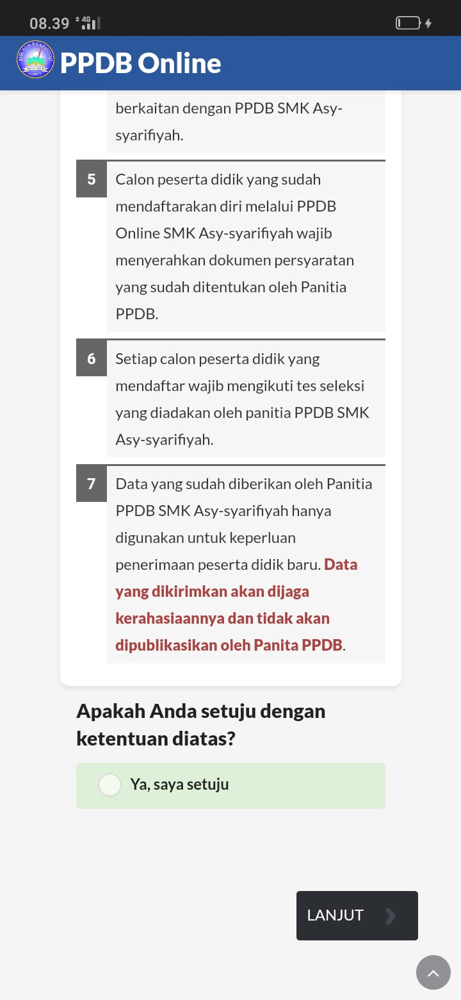 08.39 4G
PPDB Online
berkaitan dengan PPDB SMK Asy-
syarifiyah.
5 Calon peserta didik yang sudah
mendaftarakan diri melalui PPDB
Online SMK Asy-syarifiyah wajib
menyerahkan dokumen persyaratan
yang sudah ditentukan oleh Panitia
PPDB.
6 Setiap calon peserta didik yang
mendaftar wajib mengikuti tes seleksi
yang diadakan oleh panitia PPDB SMK
Asy-syarifiyah.
7 Data yang sudah diberikan oleh Panitia
PPDB SMK Asy-syarifiyah hanya
digunakan untuk keperluan
penerimaan peserta didik baru. Data
yang dikirimkan akan dijaga
kerahasiaannya dan tidak akan
dipublikasikan oleh Panita PPDB.
Apakah Anda setuju dengan
ketentuan diatas?
Ya, saya setuju
LANJUT